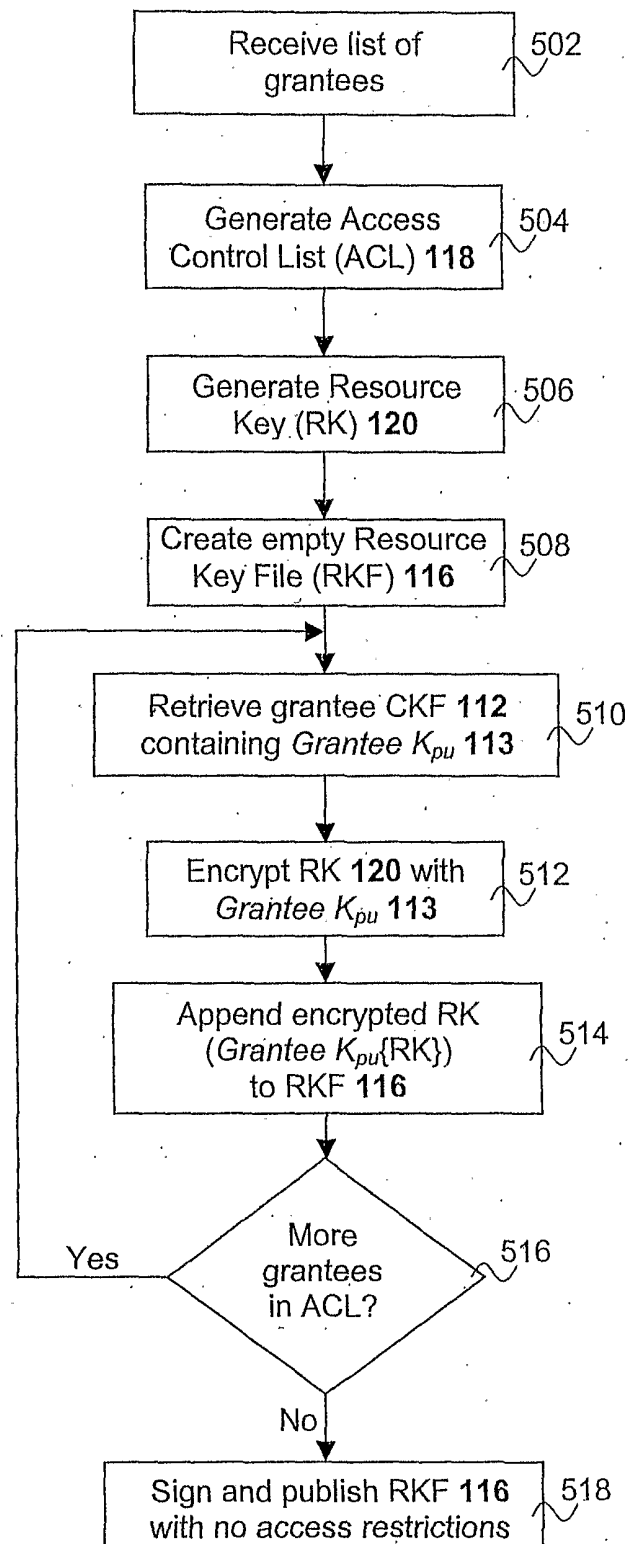 Receive list of
grantees
502
Generate Access
Control List (ACL) 118
504
Generate Resource
Key (RK) 120
506
Create empty Resource
Key File (RKF) 116
508
Retrieve grantee CKF 112
containing Grantee Kpu 113
510
Encrypt RK 120 with
Grantee Kpu 113
512
Append encrypted RK
(Grantee Kpu{RK})
to RKF 116
514
More
grantees
in ACL?
516
Yes
No
Sign and publish RKF 116
with no access restrictions
518